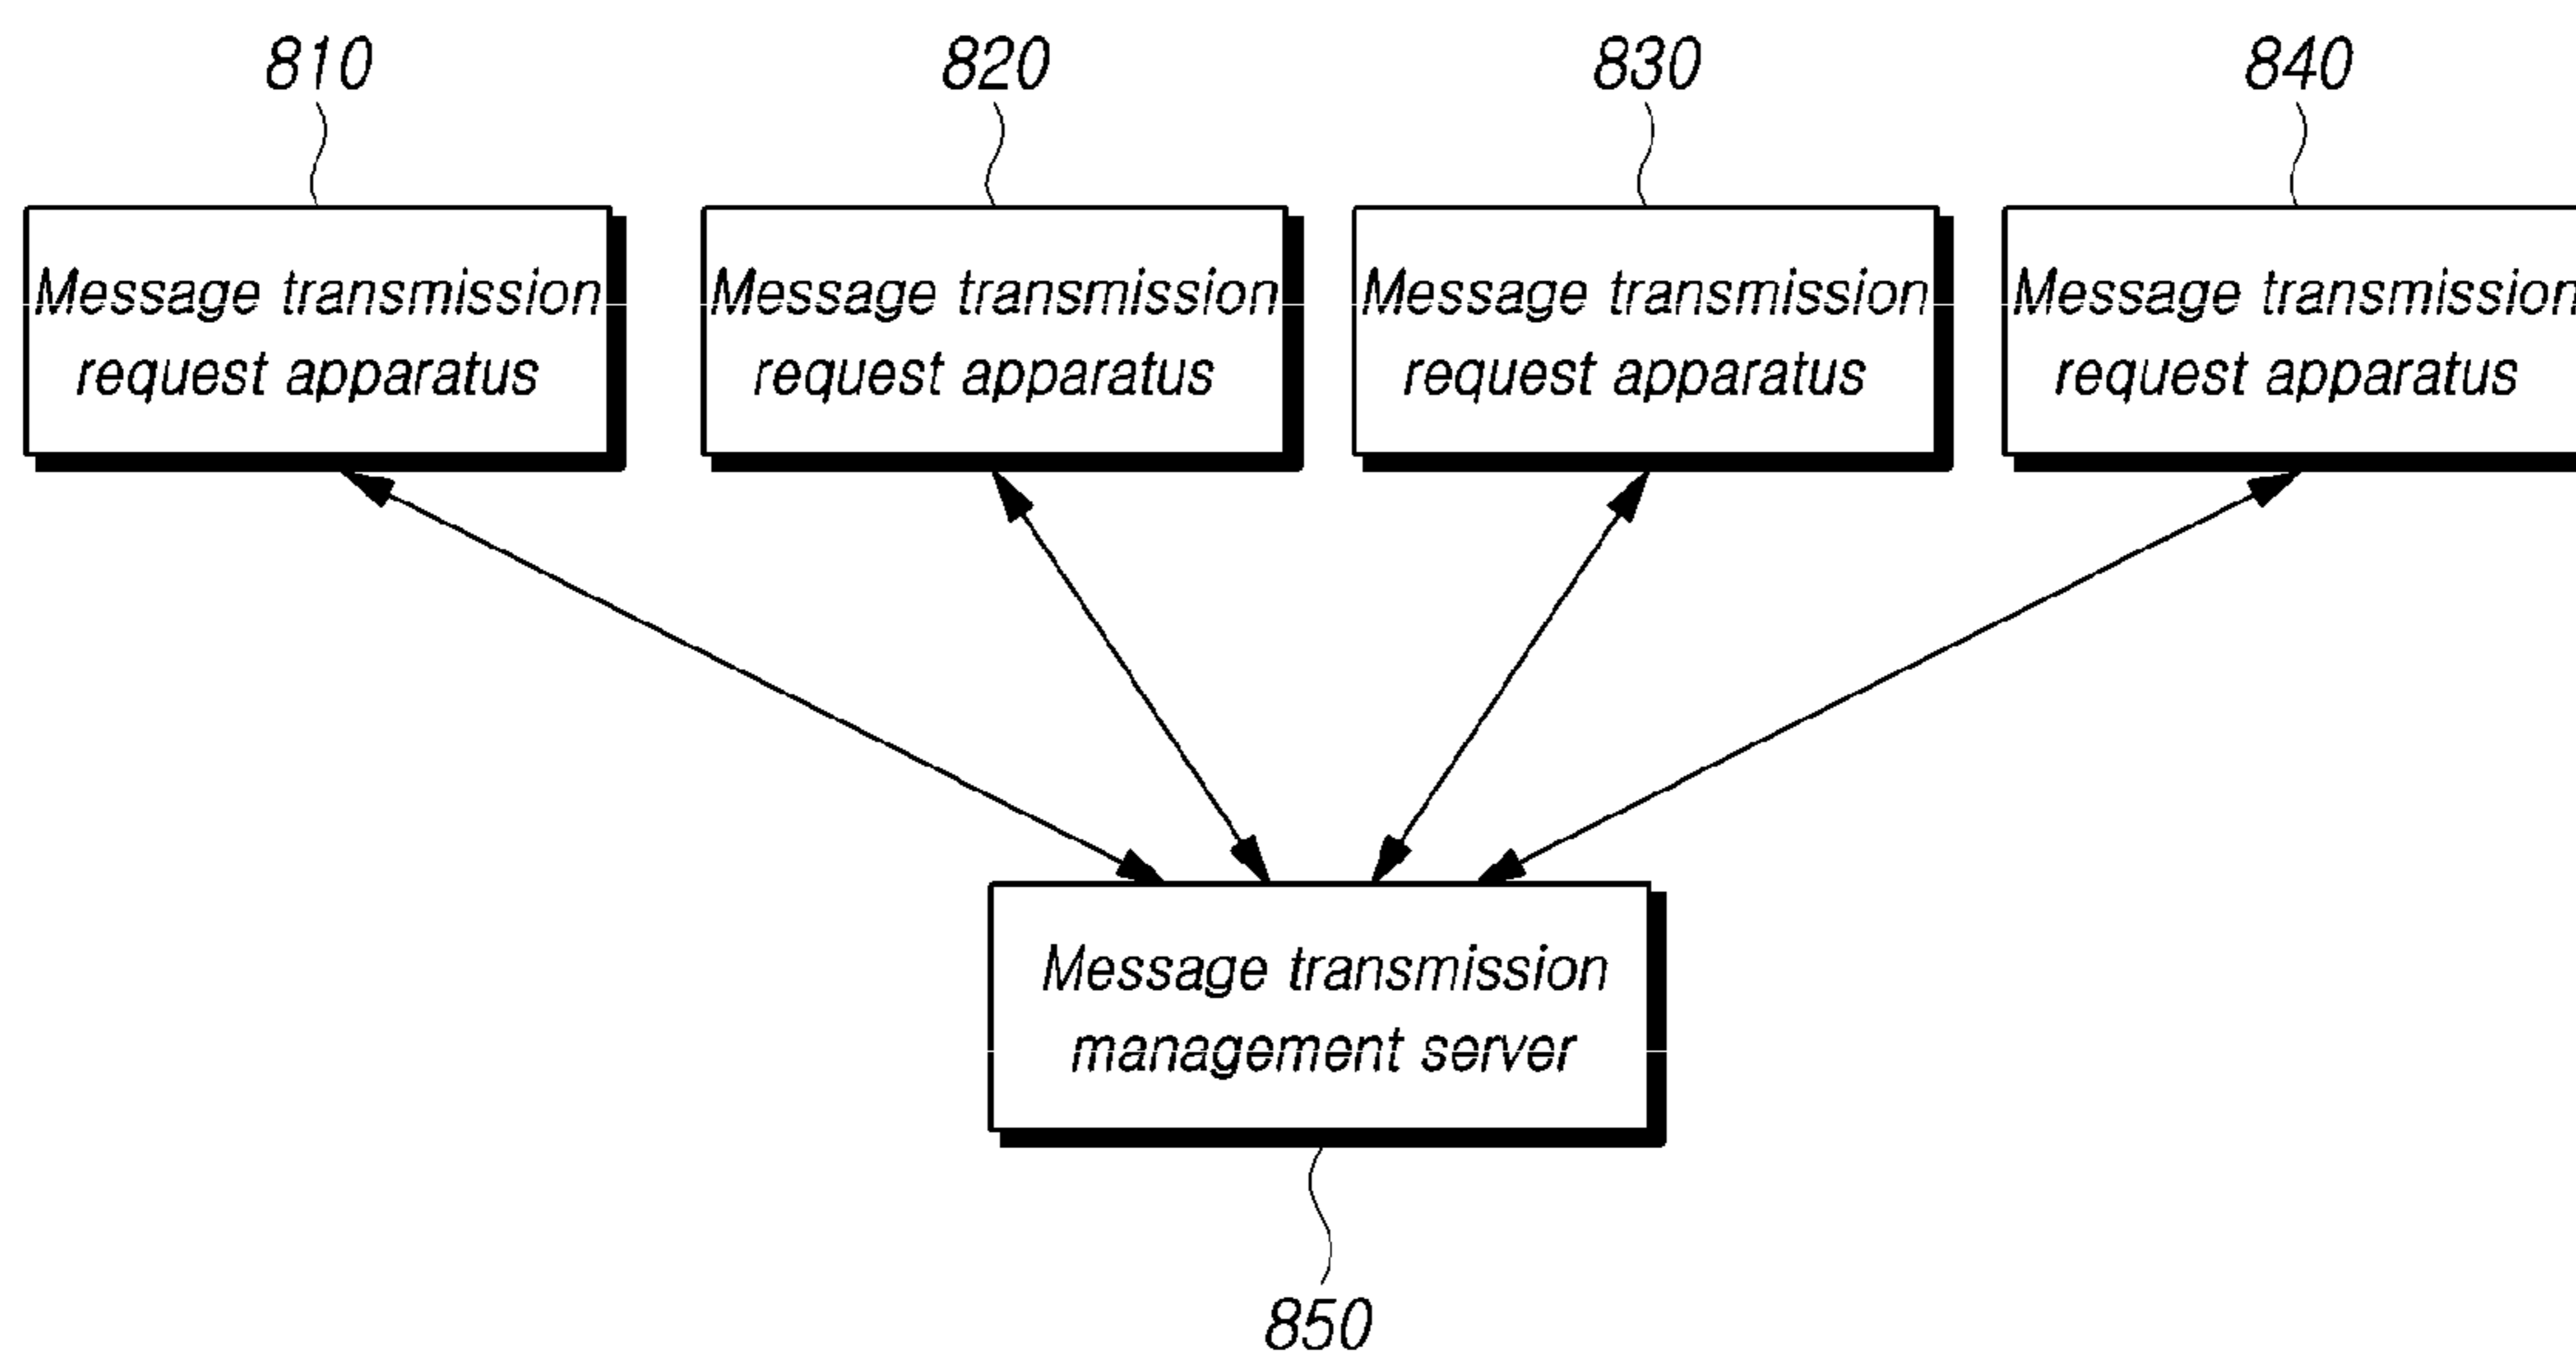 810
820
830
840
Message transmission
request apparatus
Message transmission
request apparatus
Message transmission
request apparatus
Message transmission
request apparatus
Message transmission
management server
850